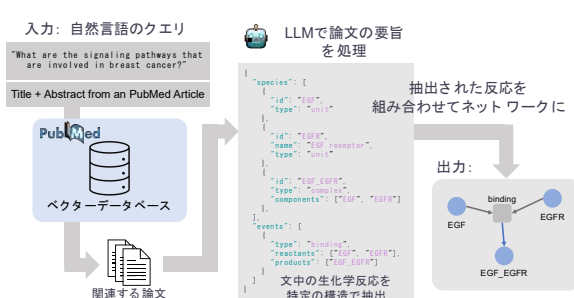 入力: 自然言語のクエリ
"What are the signaling pathways that
are involved in breast cancer?"
Title + Abstract from an PubMed Article
PubMed
ベクターデータベース
関連する論文
LLMで論文の要旨
を処理
{
"species": [
{
"id": "EGF",
"type": "unit"
},
{
"id": "EGFR",
"name": "EGF receptor",
"type": "unit"
},
{
"id": "EGF_EGFR",
"type": "complex",
"components": ["EGF", "EGFR"]
},
],
"events": [
{
"type": "binding",
"reactants": ["EGF", "EGFR"],
"products": ["EGF_EGFR"]
}
]
}
文中の生化学反応を
特定の構造で抽出
抽出された反応を
組み合わせてネットワークに
出力:
binding
EGF
EGFR
EGF_EGFR